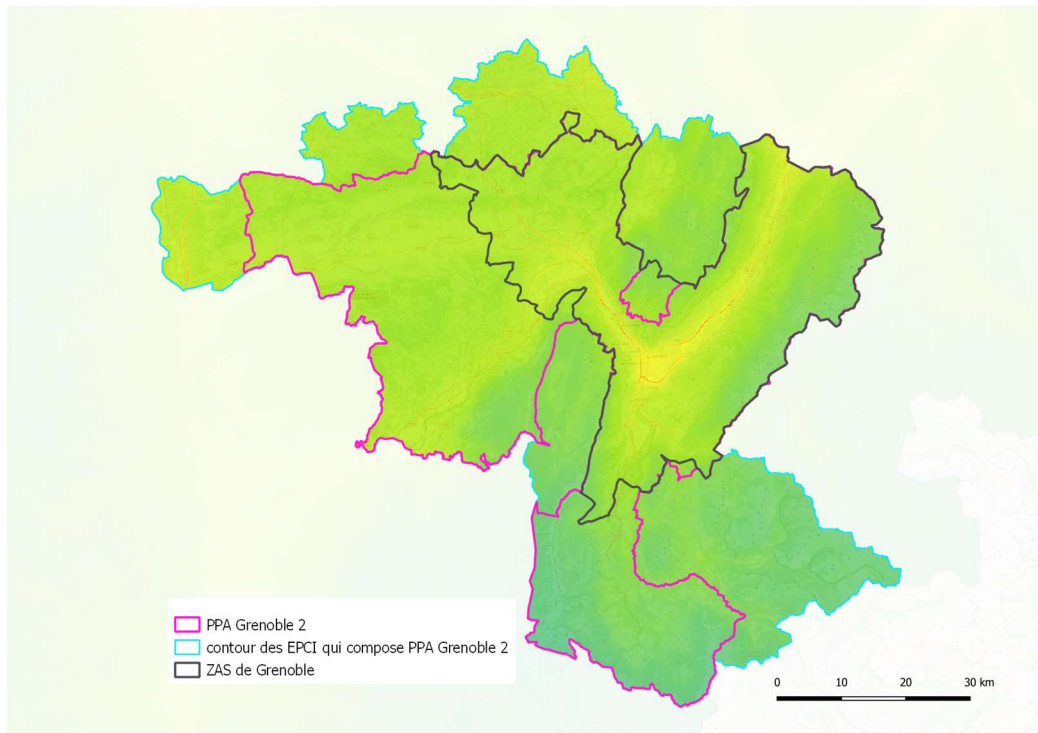 PPA Grenoble 2
contour des EPCI qui compose PPA Grenoble 2
ZAS de Grenoble
0 10 20 30 km